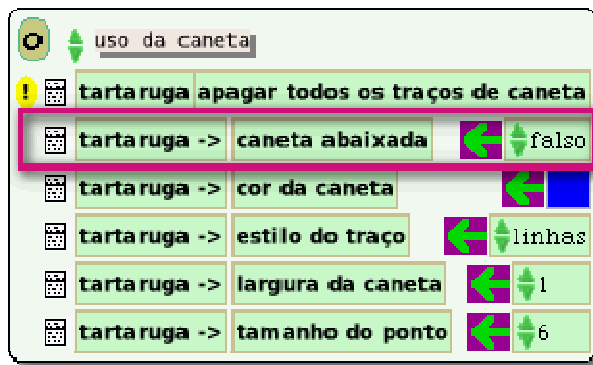 uso da caneta
! tartaruga apagar todos os traços de caneta
tartaruga -> caneta abaixada falso
tartaruga -> cor da caneta
tartaruga -> estilo do traço linhas
tartaruga -> largura da caneta 1
tartaruga -> tamanho do ponto 6